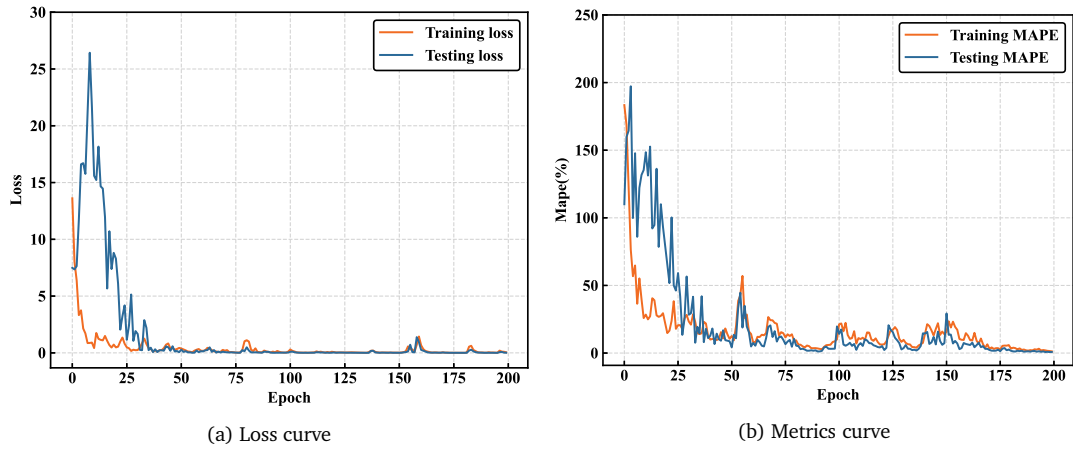 30
25
20
15
10
5
0
Loss
0 25 50 75 100 125 150 175 200
Epoch
Training loss
Testing loss
(a) Loss curve
250
200
150
100
50
0
Mape(%)
0 25 50 75 100 125 150 175 200
Epoch
Training MAPE
Testing MAPE
(b) Metrics curve